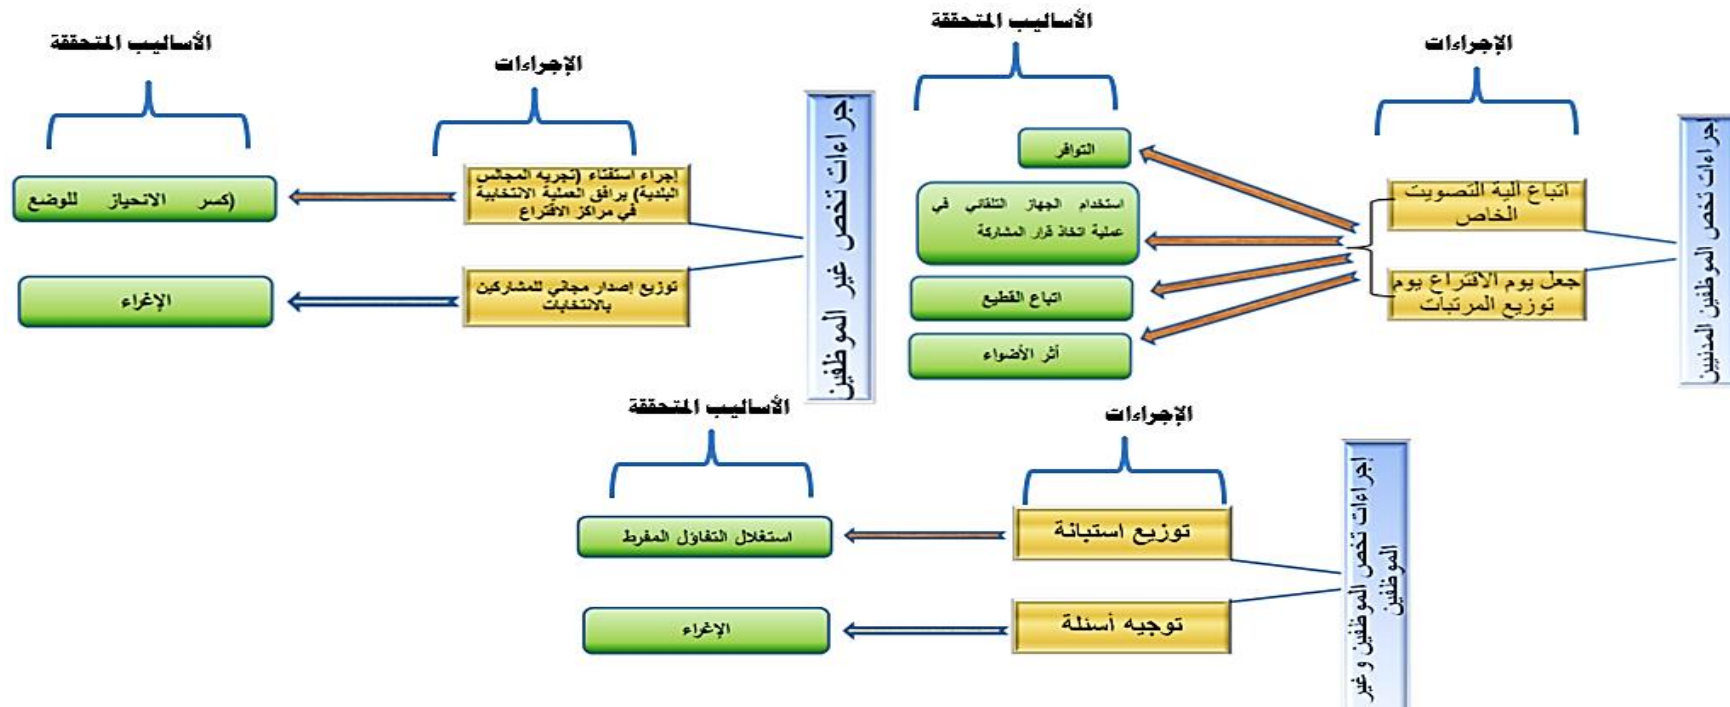 إجراءات تخص الموظفين المدنيين
الإجراءات
اتباع آلية التصويت
الخاص
جعل يوم الاقتراع يوم
توزيع المرتبات
الأساليب المتحققة
التوافر
استخدام الجهاز التلقائي في
عملية اتخاذ قرار المشاركة
اتباع القطيع
أثر الأضواء
إجراءات تخص غير الموظفين
الإجراءات
إجراء استفتاء (تجريه المجالس
البلدية) يرافق العملية الانتخابية
في مراكز الاقتراع
توزيع إصدار مجاني للمشاركين
بالانتخابات
الأساليب المتحققة
(كسر الانحياز للوضع
الإغراء
إجراءات تخص الموظفين وغير
الموظفين
الإجراءات
توزيع استبانة
توجيه أسئلة
الأساليب المتحققة
استغلال التفاؤل المفرط
الإغراء